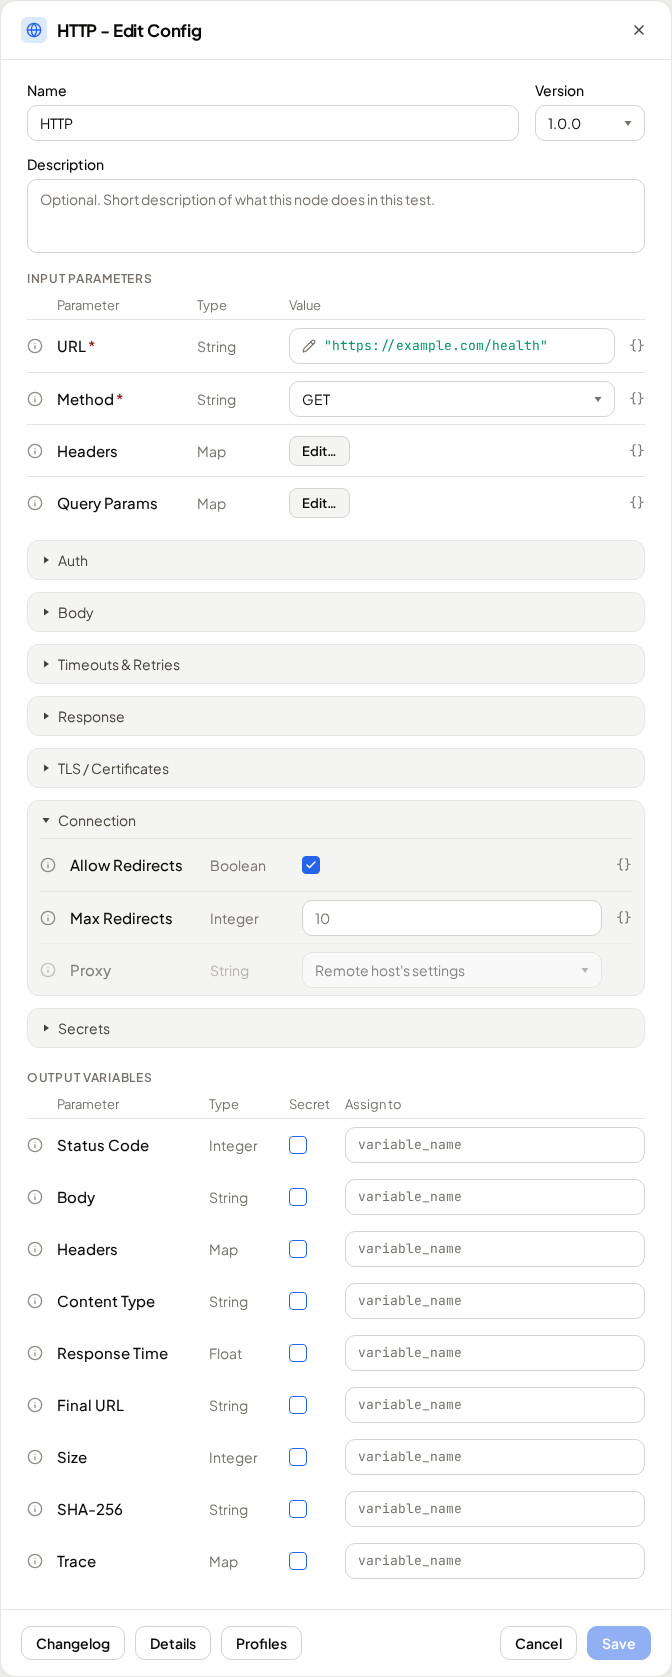 HTTP - Edit Config
Name
Version
HTTP
1.0.0
Description
Optional. Short description of what this node does in this test.
INPUT PARAMETERS
Parameter Type Value
URL * String "https://example.com/health" {}
Method * String GET {}
Headers Map Edit... {}
Query Params Map Edit... {}
Auth
Body
Timeouts & Retries
Response
TLS / Certificates
Connection
Allow Redirects Boolean {}
Max Redirects Integer 10 {}
Proxy String Remote host's settings
Secrets
OUTPUT VARIABLES
Parameter Type Secret Assign to
Status Code Integer variable_name
Body String variable_name
Headers Map variable_name
Content Type String variable_name
Response Time Float variable_name
Final URL String variable_name
Size Integer variable_name
SHA-256 String variable_name
Trace Map variable_name
Changelog Details Profiles Cancel Save